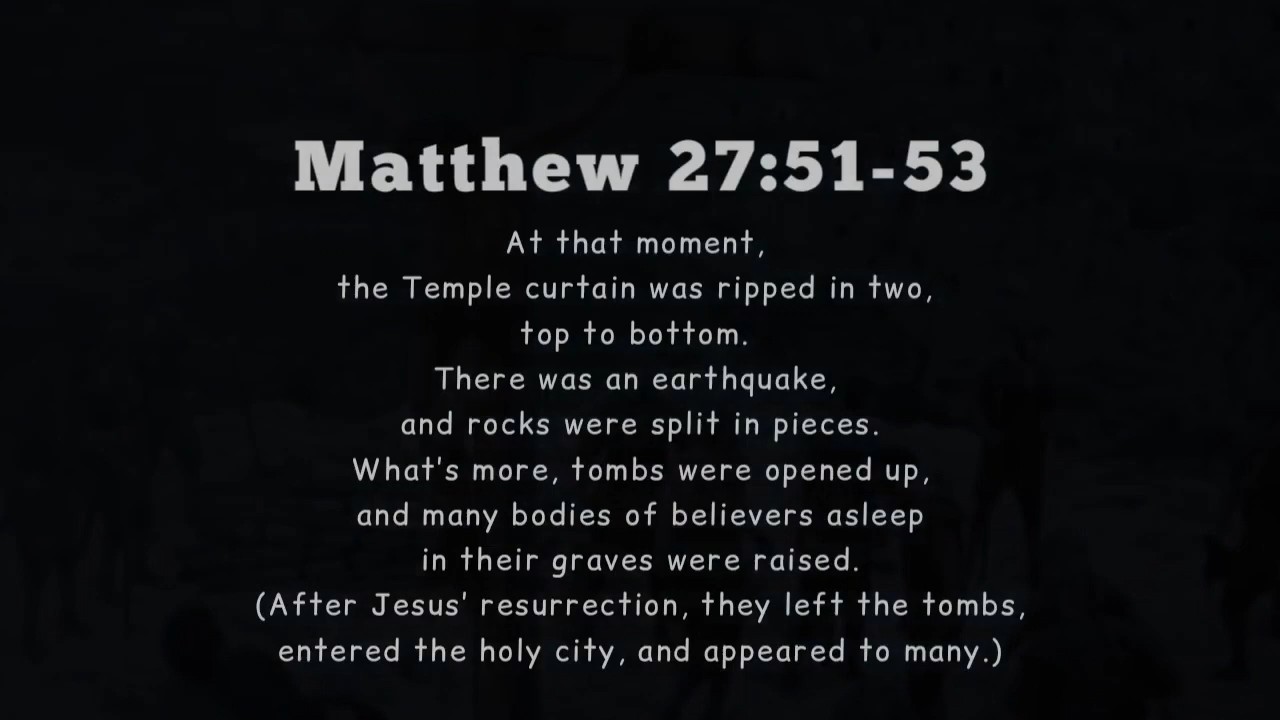 Matthew 27:51-53
At that moment,
the Temple curtain was ripped in two,
top to bottom.
There was an earthquake,
and rocks were split in pieces.
What's more, tombs were opened up,
and many bodies of believers asleep
in their graves were raised.
(After Jesus' resurrection, they left the tombs,
entered the holy city, and appeared to many.)